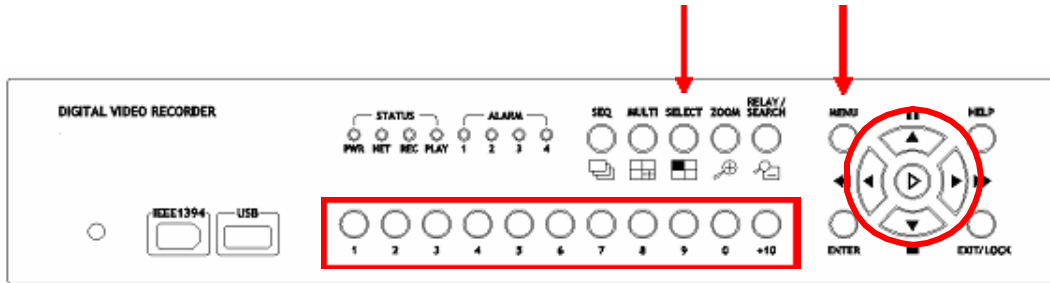 DIGITAL VIDEO RECORDER
STATUS
ALARM
PWR NET REC PLAY 1 2 3 4
SEQ MULTI SELECT ZOOM RELAY / SEARCH
MENU HELP
IEEE1394 USB
1 2 3 4 5 6 7 8 9 0 +10
ENTER EXIT/LOCK